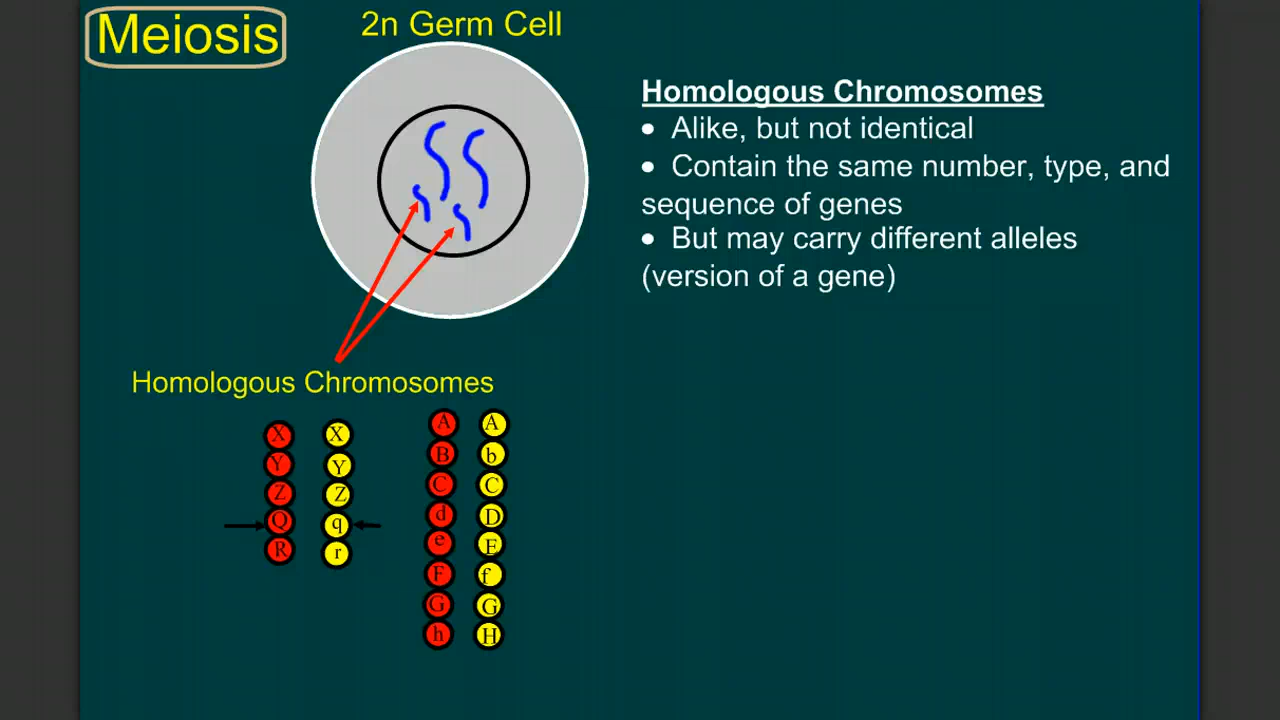 Meiosis
2n Germ Cell
Homologous Chromosomes
• Alike, but not identical
• Contain the same number, type, and
sequence of genes
• But may carry different alleles
(version of a gene)
Homologous Chromosomes
X X A A
Y Y B b
Z Z C C
Q q d D
R r e E
F f
G G
h H